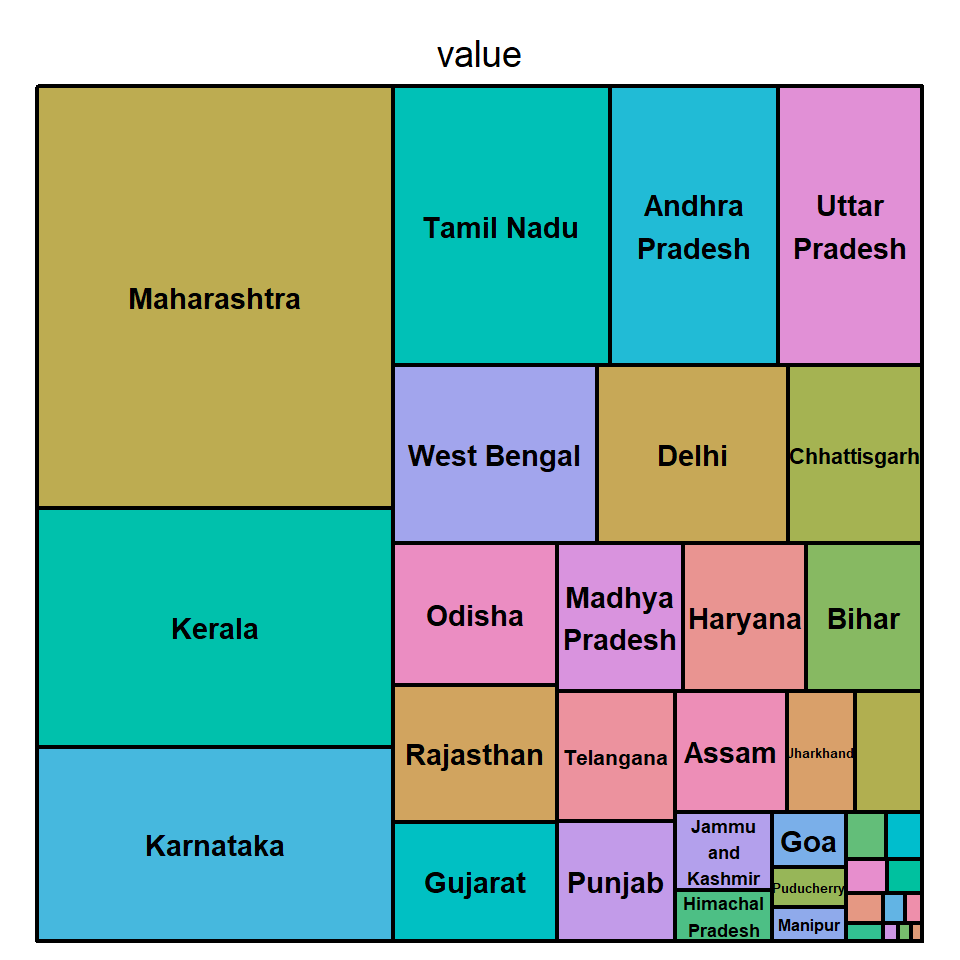 value
Maharashtra
Tamil Nadu
Andhra
Pradesh
Uttar
Pradesh
West Bengal
Delhi
Chhattisgarh
Kerala
Odisha
Madhya
Pradesh
Haryana
Bihar
Karnataka
Rajasthan
Telangana
Assam
Jharkhand
Gujarat
Punjab
Jammu
and
Kashmir
Goa
Puducherry
Himachal
Pradesh
Manipur